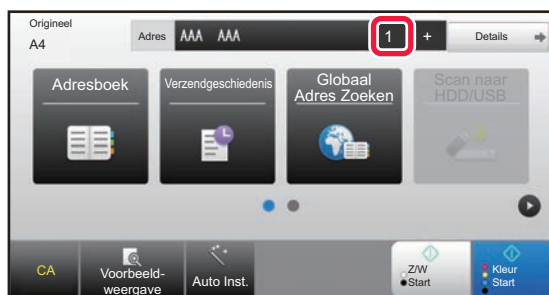 Origineel
A4
Adres
AAA AAA
1
+
Details
Adresboek
Verzendgeschiedenis
Globaal
Adres Zoeken
Scan naar
HDD/USB
CA
Voorbeeld-
weergave
Auto Inst.
Z/W
Start
Kleur
Start